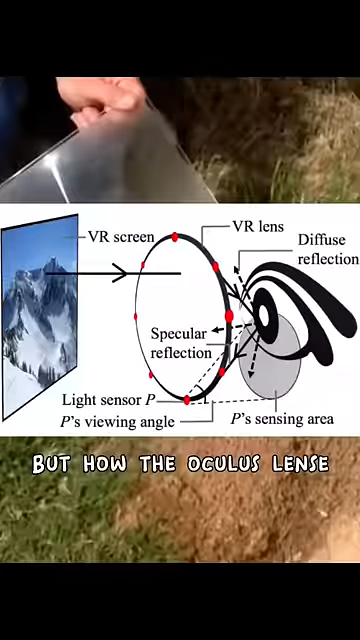 VR screen
VR lens
Diffuse
reflection
Specular
reflection
Light sensor P
P's viewing angle
P's sensing area
BUT HOW THE OCULUS LENSE